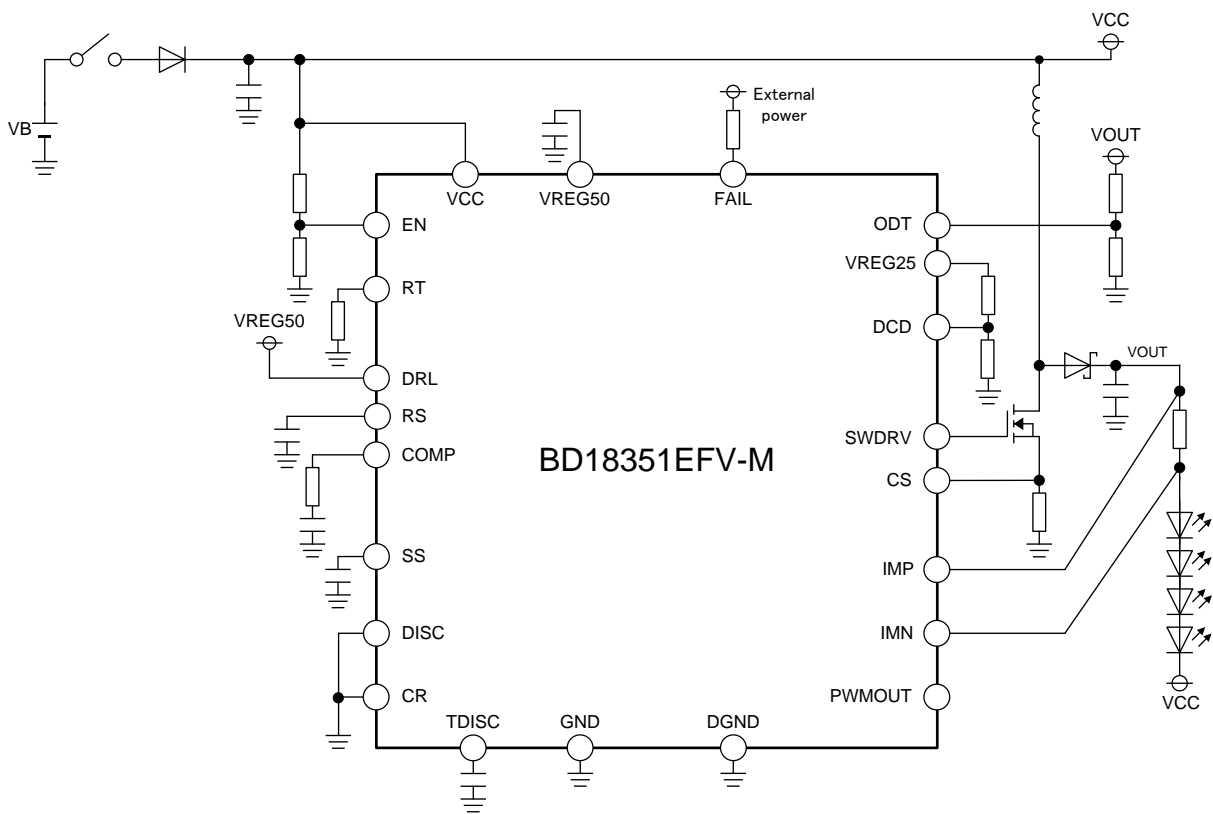 VCC
VB
External
power
VOUT
VCC
VREG50
FAIL
EN
ODT
VREG25
RT
VREG50
DCD
DRL
VOUT
RS
SWDRV
COMP
BD18351EFV-M
CS
SS
IMP
DISC
IMN
CR
PWMOUT
VCC
TDISC
GND
DGND